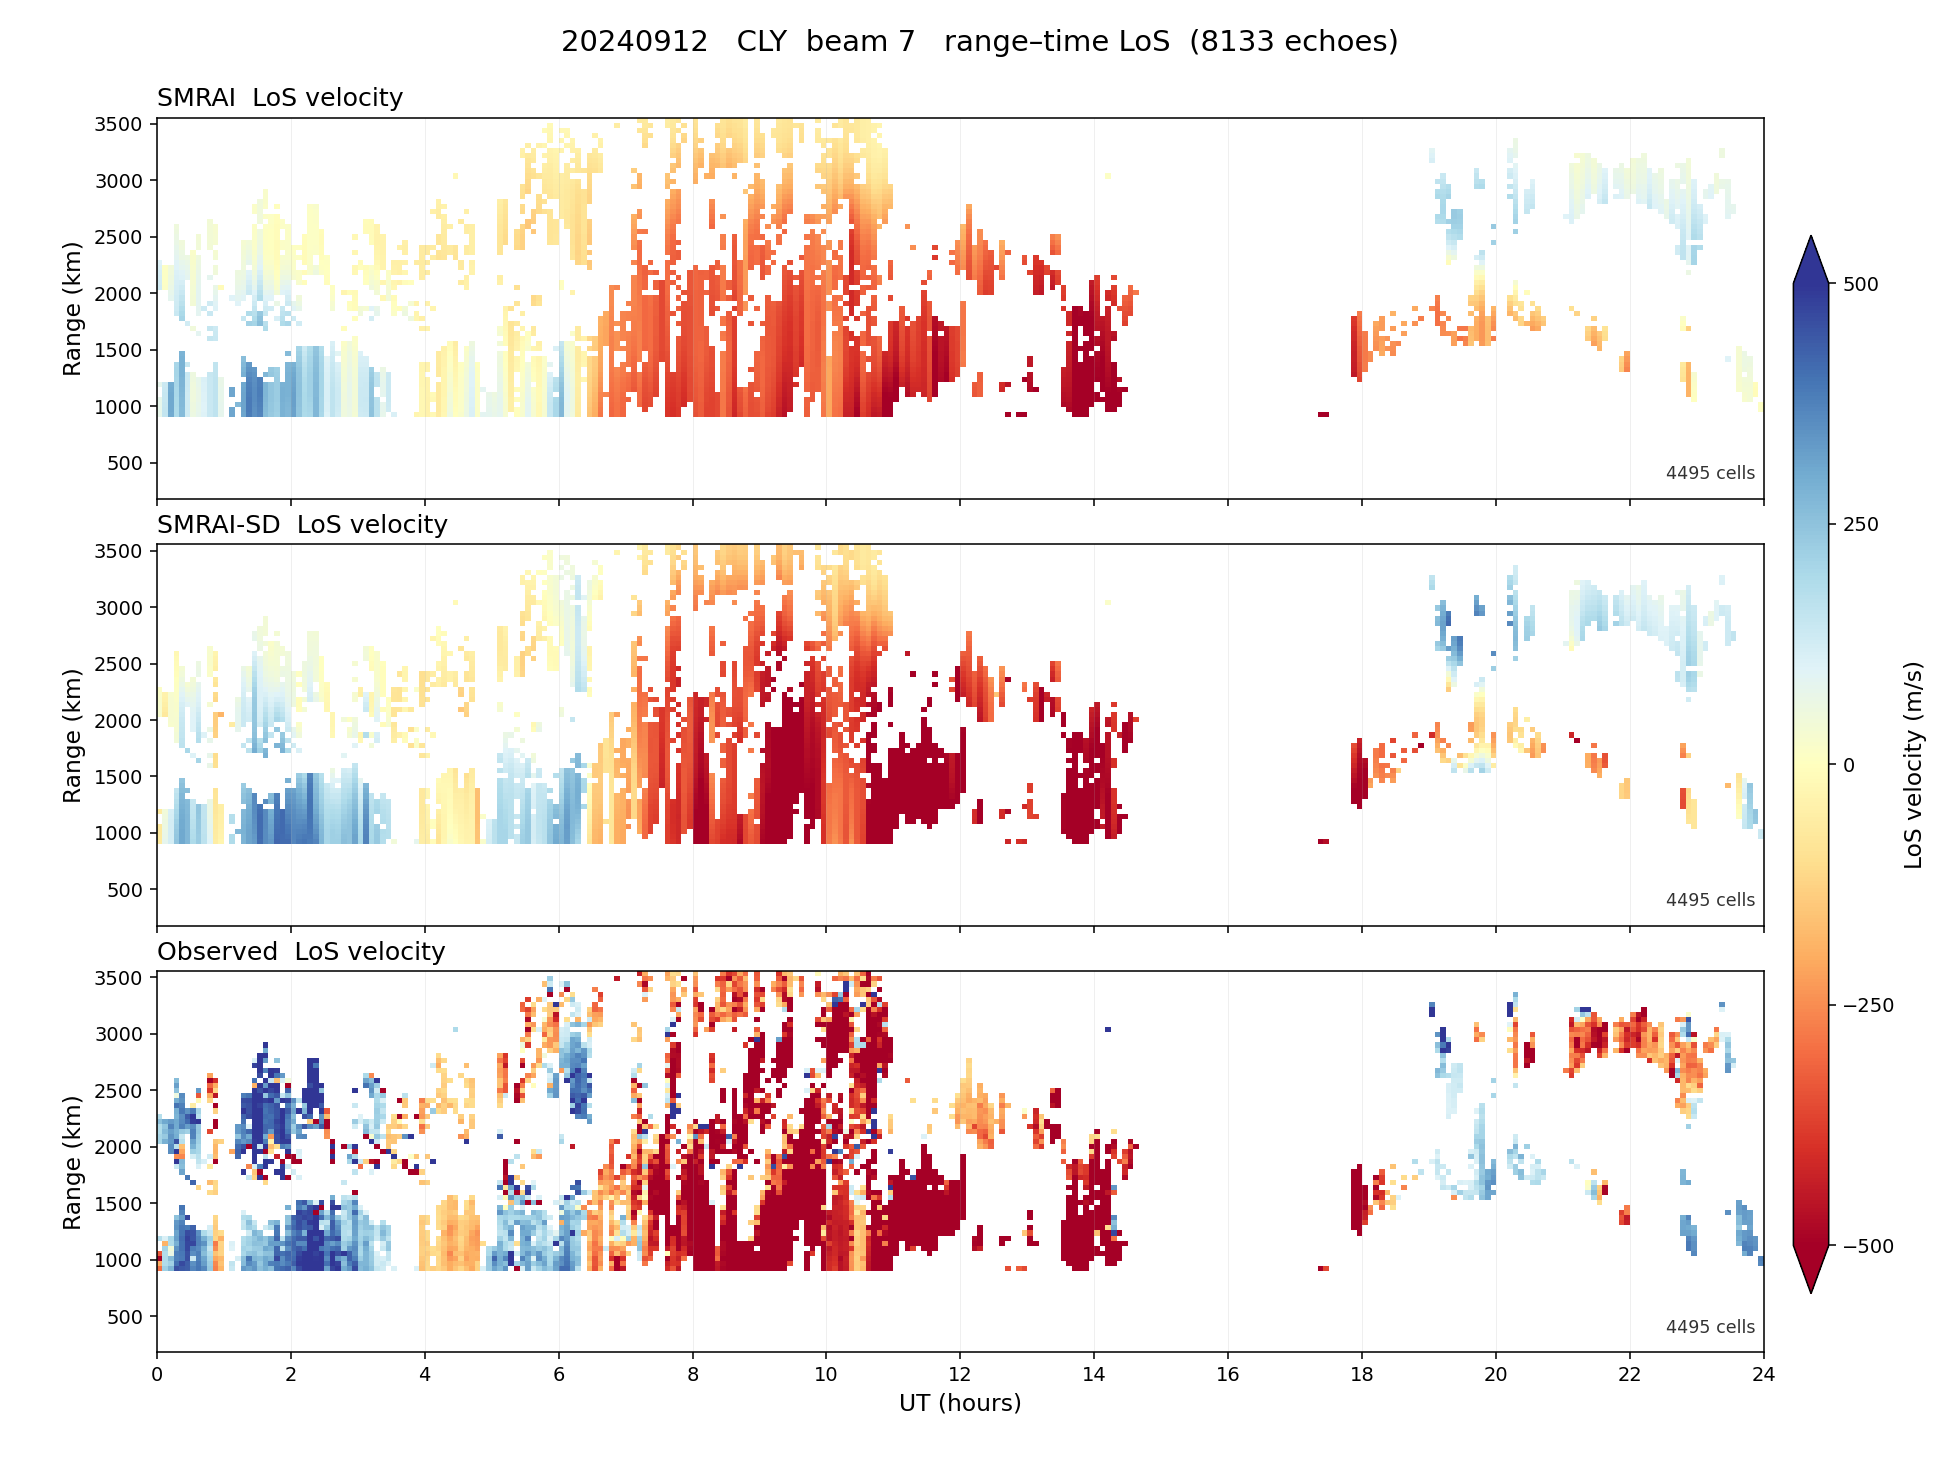 20240912   CLY  beam 7   range–time LoS  (8133 echoes)
SMRAI  LoS velocity
3500
3000
2500
2000
1500
1000
500
Range (km)
4495 cells
SMRAI-SD  LoS velocity
3500
3000
2500
2000
1500
1000
500
Range (km)
4495 cells
Observed  LoS velocity
3500
3000
2500
2000
1500
1000
500
Range (km)
4495 cells
0 2 4 6 8 10 12 14 16 18 20 22 24
UT (hours)
500
250
0
−250
−500
LoS velocity (m/s)